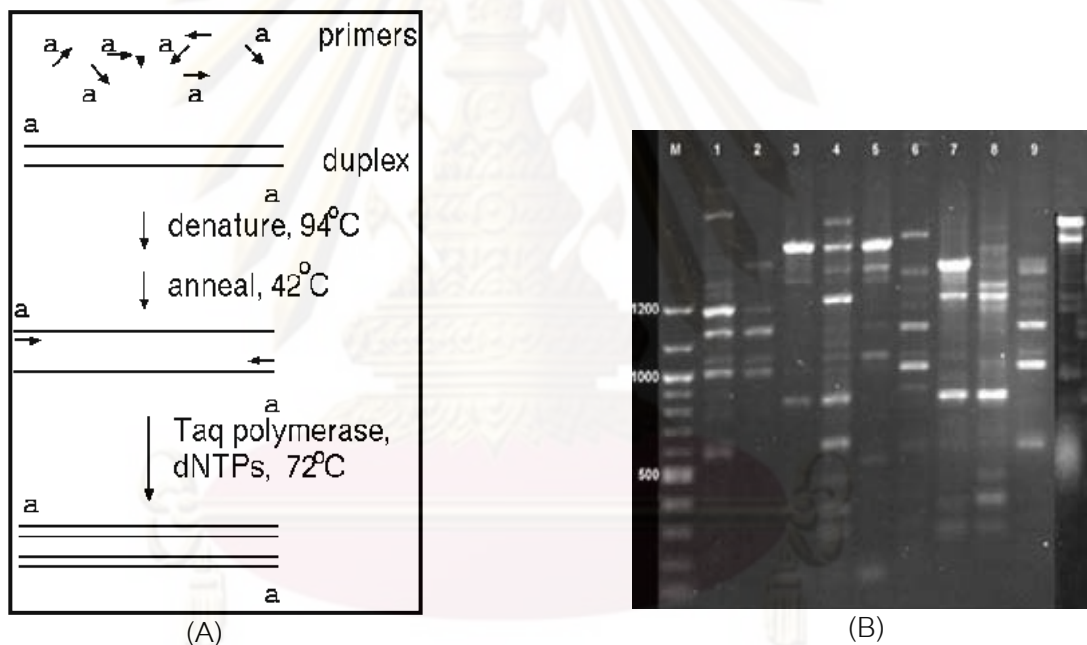 a a a a primers
a a
a
duplex
a
denature, 94°C
anneal, 42°C
a
a
Taq polymerase,
dNTPs, 72°C
a
a
(A)
M 1 2 3 4 5 6 7 8 9
1200
1000
500
(B)